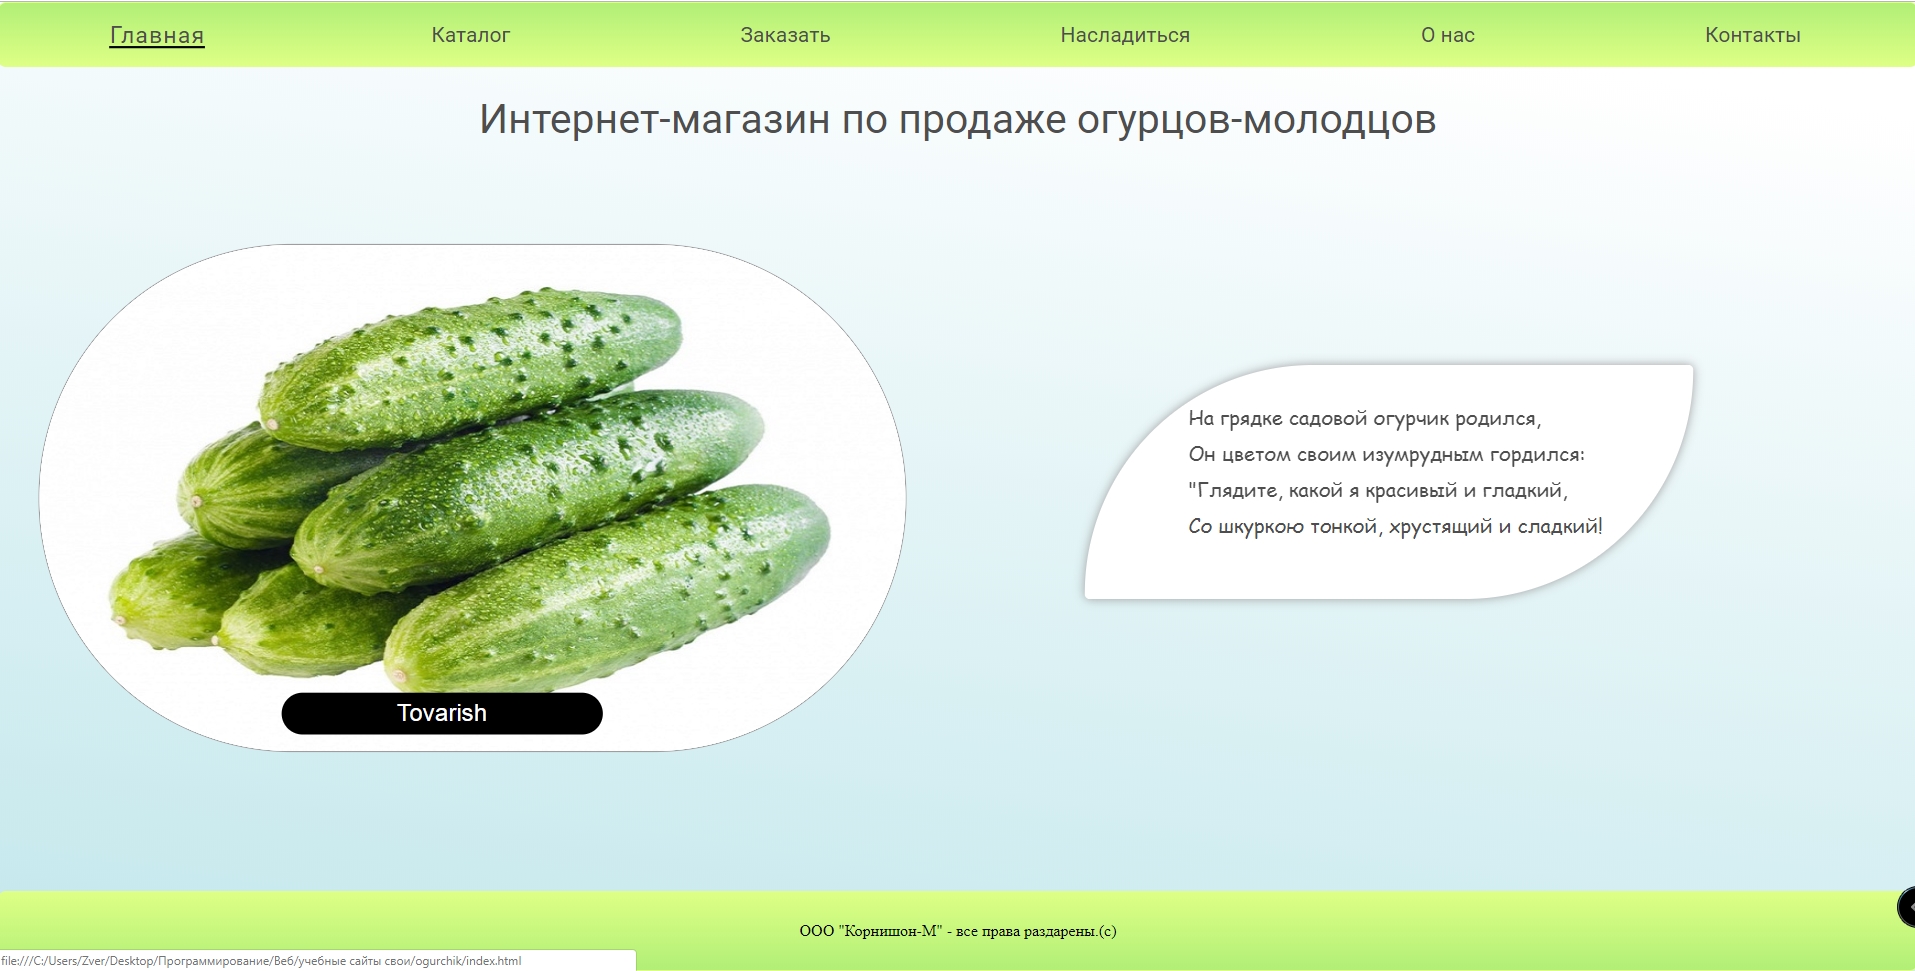 Главная Каталог Заказать Насладиться О нас Контакты
Интернет-магазин по продаже огурцов-молодцов
На грядке садовой огурчик родился,
Он цветом своим изумрудным гордился:
"Глядите, какой я красивый и гладкий,
Со шкуркою тонкой, хрустящий и сладкий!
Tovarish
ООО "Корнишон-М" - все права раздарены.(с)
file:///C:/Users/Zver/Desktop/Программирование/Веб/учебные сайты свои/ogurchik/index.html